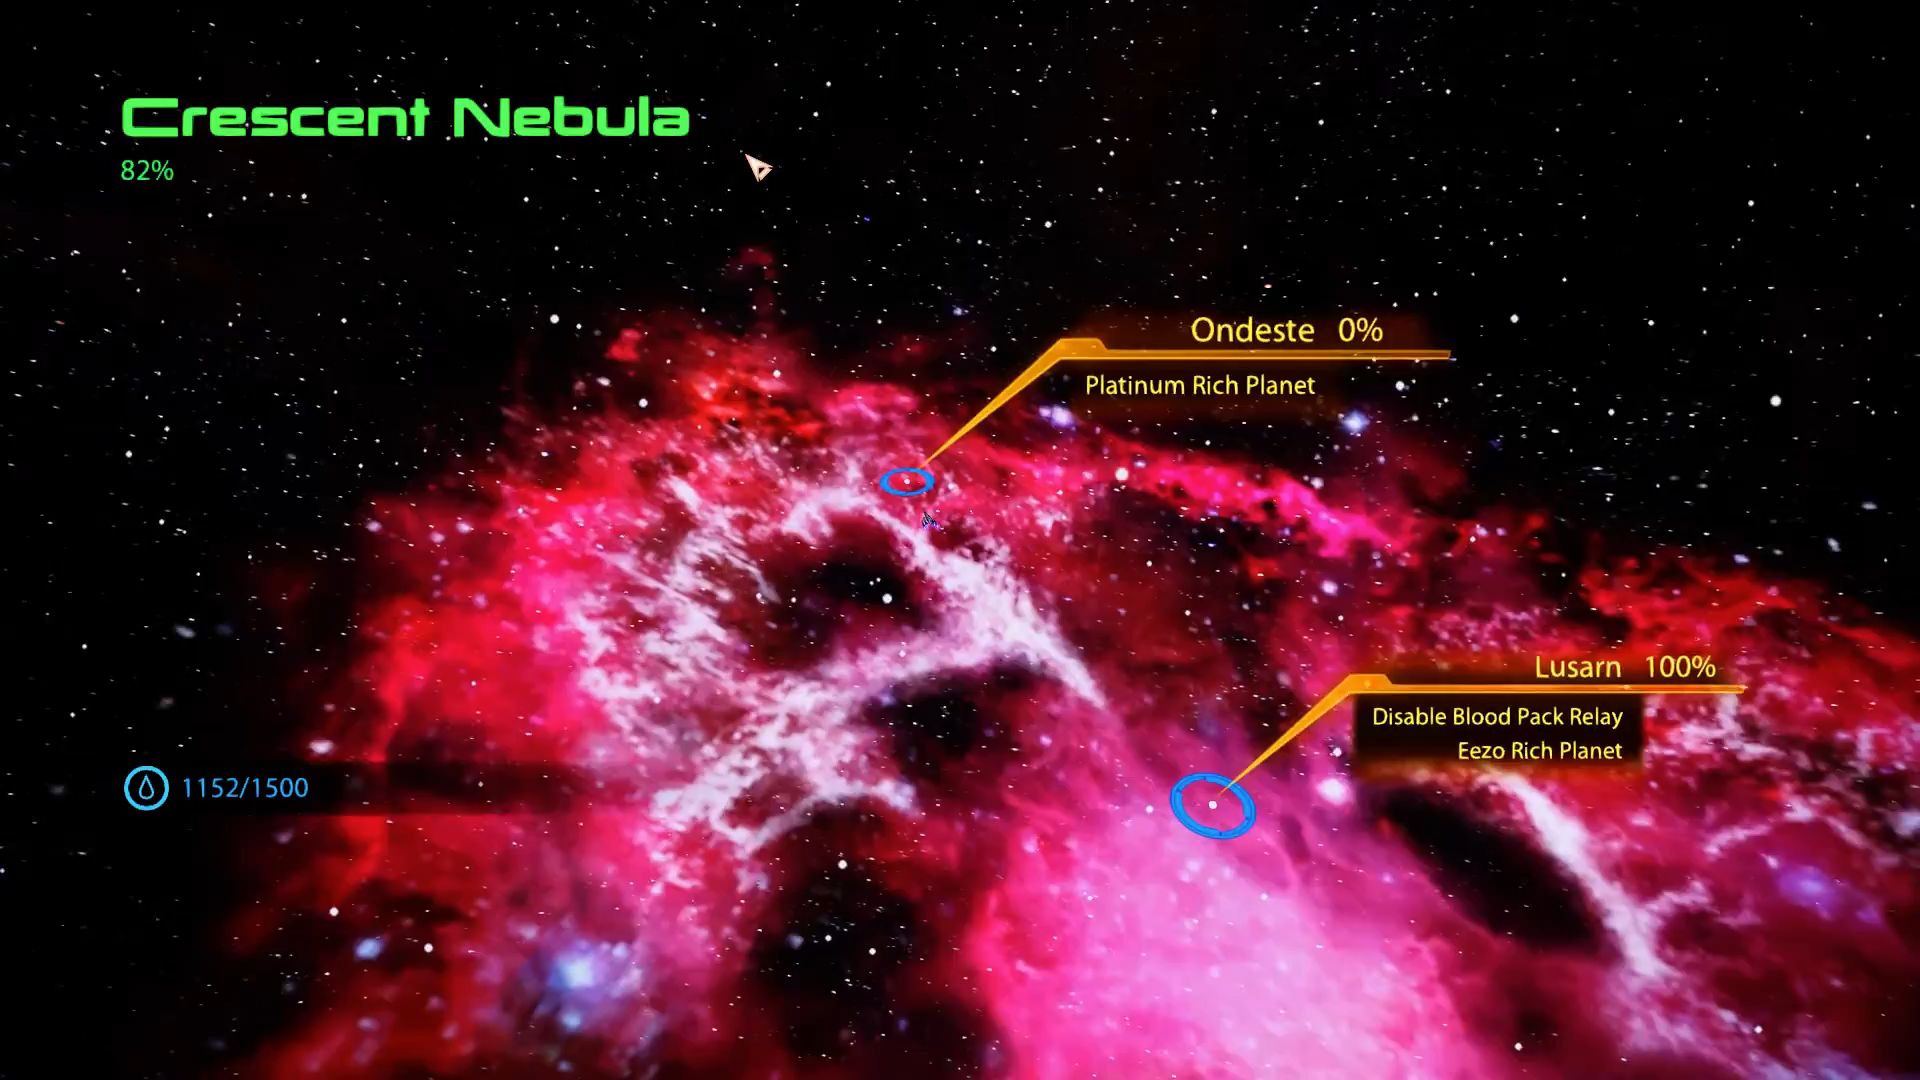 Crescent Nebula
82%
Ondeste 0%
Platinum Rich Planet
Lusarn 100%
Disable Blood Pack Relay
Eezo Rich Planet
1152/1500